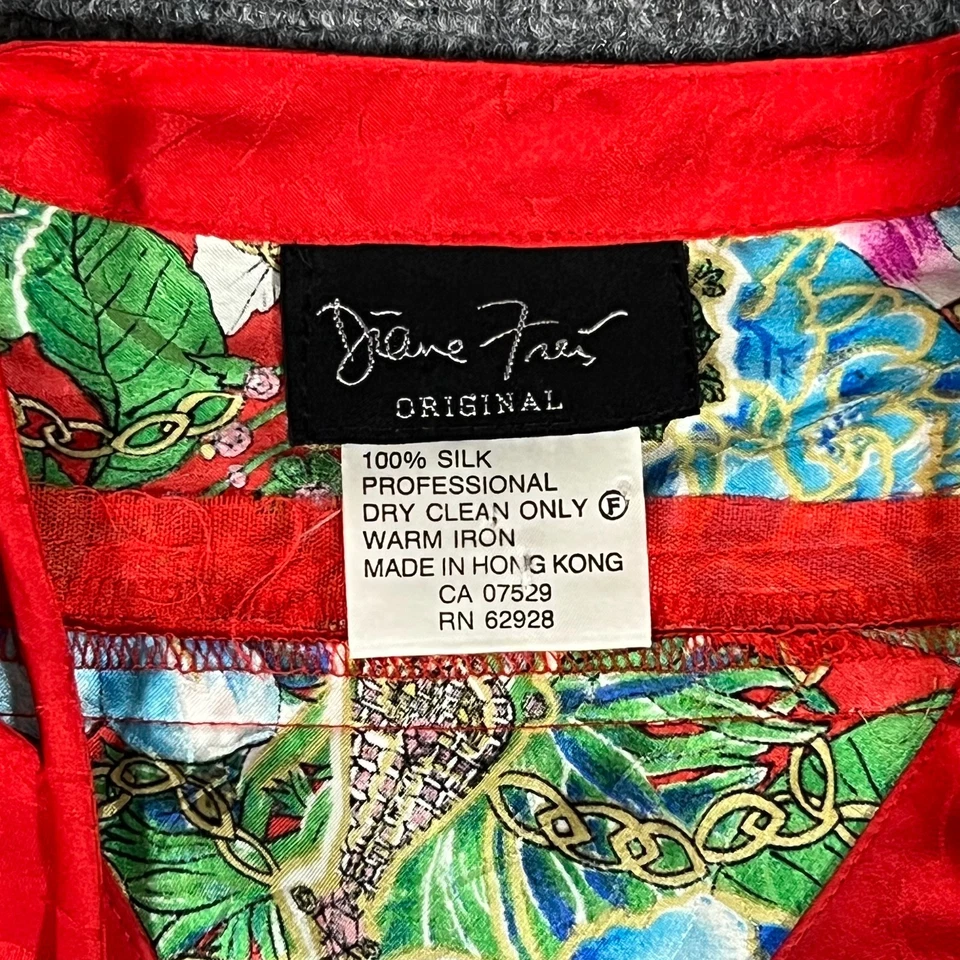 Diane Freis
ORIGINAL
100% SILK
PROFESSIONAL
DRY CLEAN ONLY Ⓕ
WARM IRON
MADE IN HONG KONG
CA 07529
RN 62928